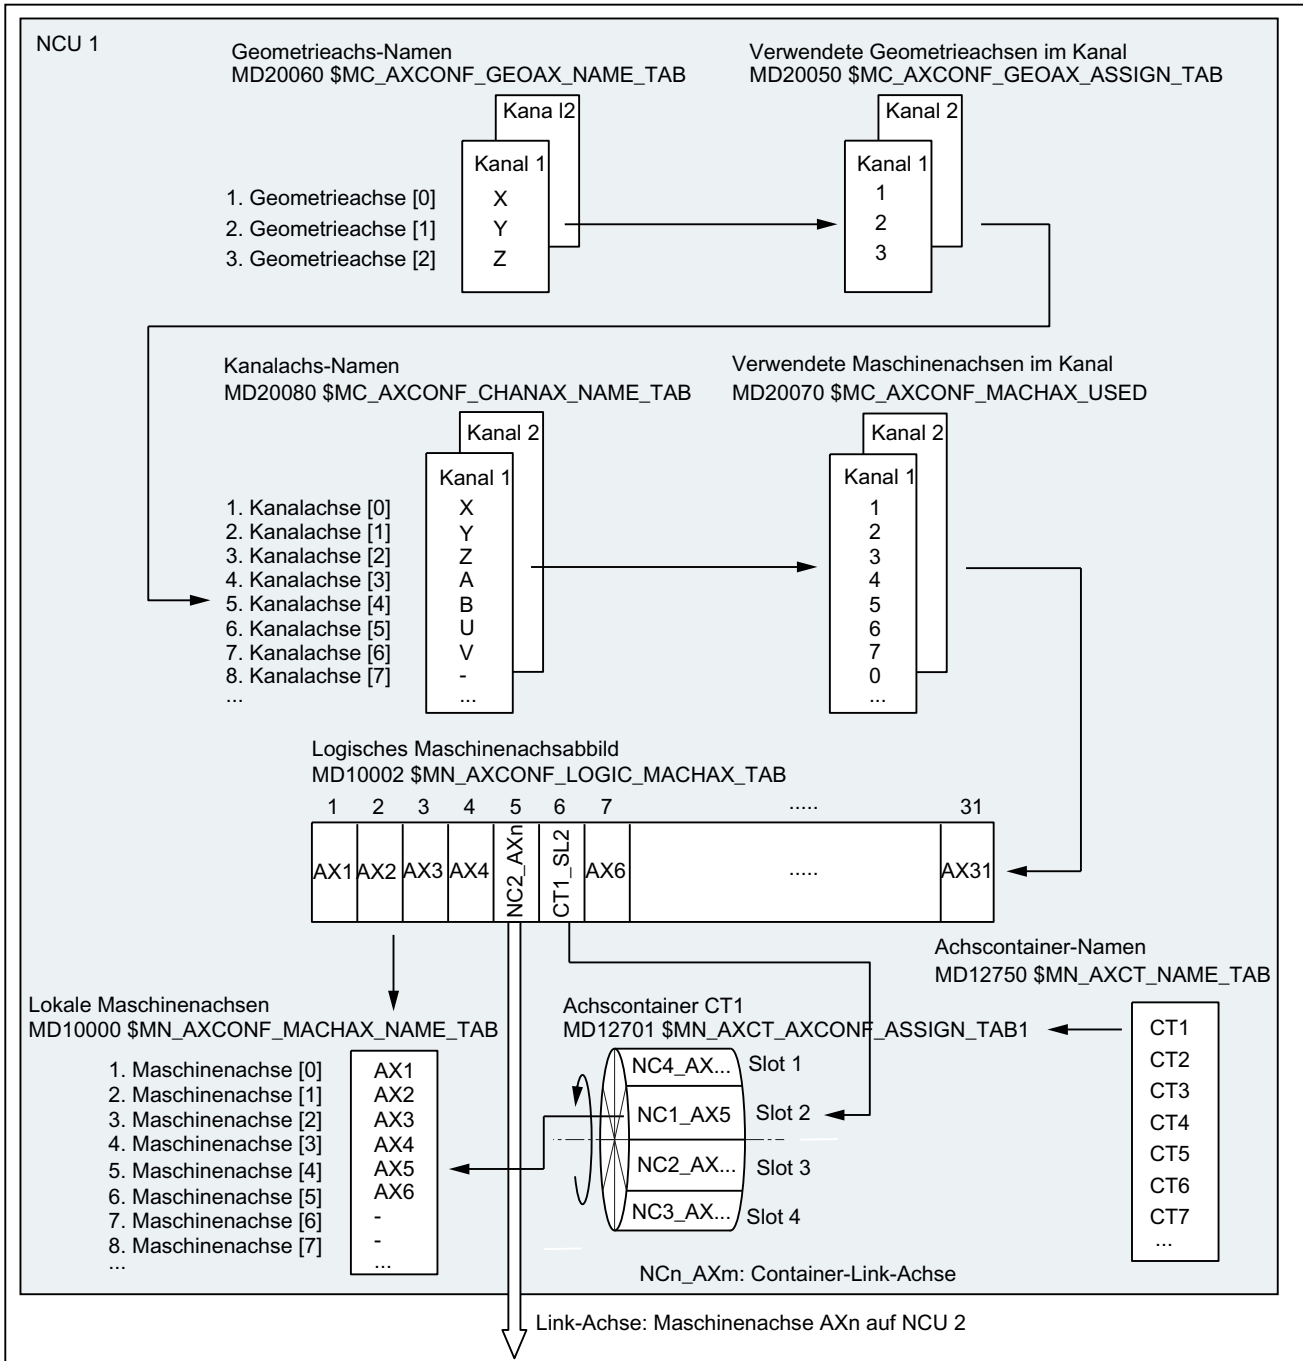 NCU 1
Geometrieachs-Namen
MD20060 $MC_AXCONF_GEOAX_NAME_TAB
Verwendete Geometrieachsen im Kanal
MD20050 $MC_AXCONF_GEOAX_ASSIGN_TAB
Kana l2
Kanal 1
1. Geometrieachse [0]
2. Geometrieachse [1]
3. Geometrieachse [2]
X
Y
Z
Kanal 2
Kanal 1
1
2
3
Kanalachs-Namen
MD20080 $MC_AXCONF_CHANAX_NAME_TAB
Verwendete Maschinenachsen im Kanal
MD20070 $MC_AXCONF_MACHAX_USED
Kanal 2
Kanal 1
1. Kanalachse [0]
2. Kanalachse [1]
3. Kanalachse [2]
4. Kanalachse [3]
5. Kanalachse [4]
6. Kanalachse [5]
7. Kanalachse [6]
8. Kanalachse [7]
...
X
Y
Z
A
B
U
V
-
...
Kanal 2
Kanal 1
1
2
3
4
5
6
7
0
...
Logisches Maschinenachsabbild
MD10002 $MN_AXCONF_LOGIC_MACHAX_TAB
1 2 3 4 5 6 7 ..... 31
AX1 AX2 AX3 AX4 NC2_AXn CT1_SL2 AX6 ..... AX31
Achscontainer-Namen
MD12750 $MN_AXCT_NAME_TAB
CT1
CT2
CT3
CT4
CT5
CT6
CT7
...
Lokale Maschinenachsen
MD10000 $MN_AXCONF_MACHAX_NAME_TAB
1. Maschinenachse [0]
2. Maschinenachse [1]
3. Maschinenachse [2]
4. Maschinenachse [3]
5. Maschinenachse [4]
6. Maschinenachse [5]
7. Maschinenachse [6]
8. Maschinenachse [7]
...
AX1
AX2
AX3
AX4
AX5
AX6
-
-
...
Achscontainer CT1
MD12701 $MN_AXCT_AXCONF_ASSIGN_TAB1
NC4_AX... Slot 1
NC1_AX5 Slot 2
NC2_AX... Slot 3
NC3_AX... Slot 4
NCn_AXm: Container-Link-Achse
Link-Achse: Maschinenachse AXn auf NCU 2